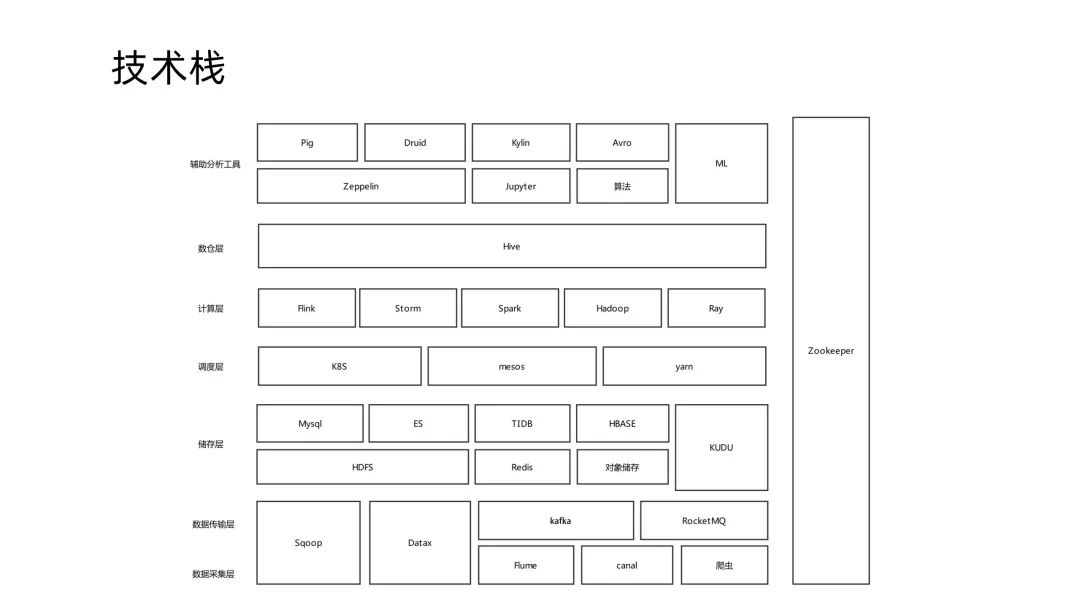 技术栈
辅助分析工具
Pig
Druid
Kylin
Avro
ML
Zeppelin
Jupyter
算法
数仓层
Hive
计算层
Flink
Storm
Spark
Hadoop
Ray
Zookeeper
调度层
K8S
mesos
yarn
储存层
Mysql
ES
TIDB
HBASE
KUDU
HDFS
Redis
对象储存
数据传输层
Sqoop
Datax
kafka
RocketMQ
数据采集层
Flume
canal
爬虫